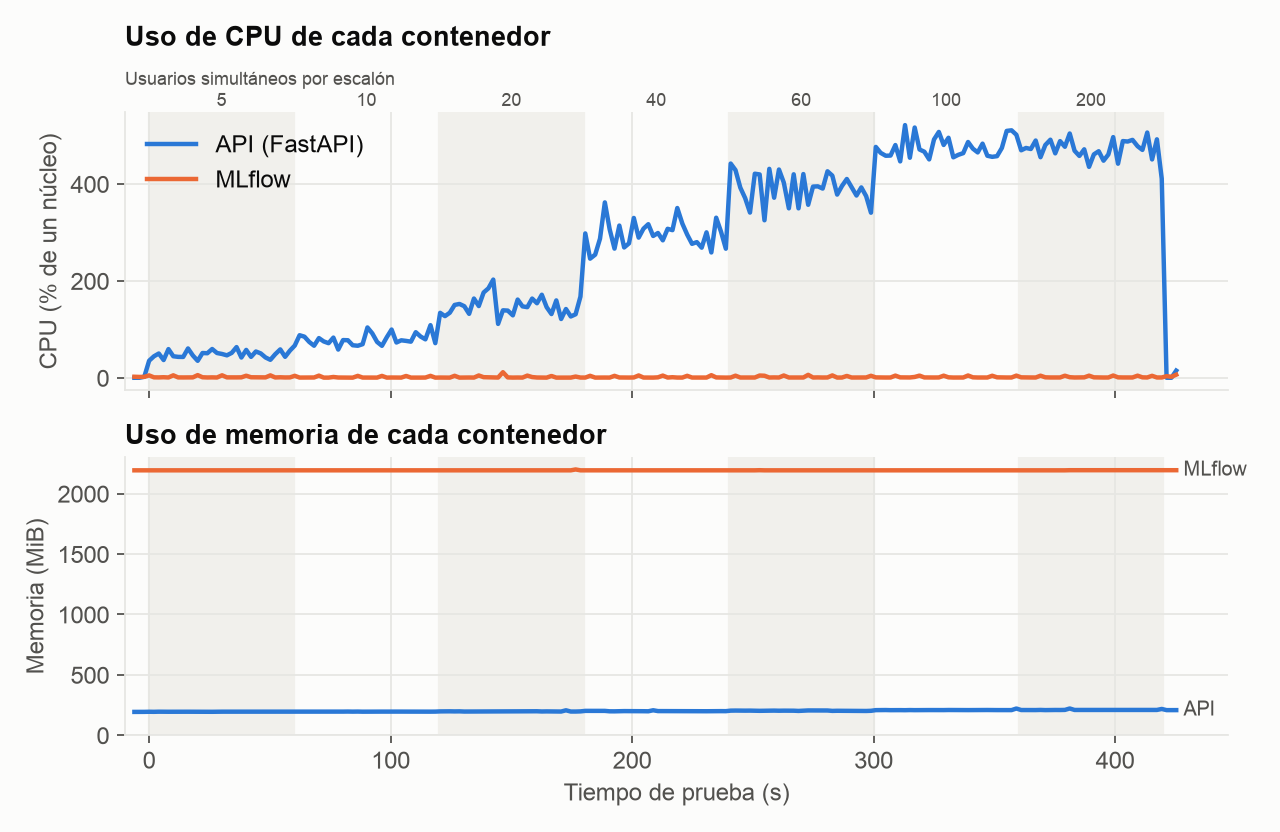 Uso de CPU de cada contenedor
Usuarios simultáneos por escalón
5 10 20 40 60 100 200
API (FastAPI)
MLflow
CPU (% de un núcleo)
400
200
0
Uso de memoria de cada contenedor
MLflow
API
Memoria (MiB)
2000
1500
1000
500
0
0 100 200 300 400
Tiempo de prueba (s)